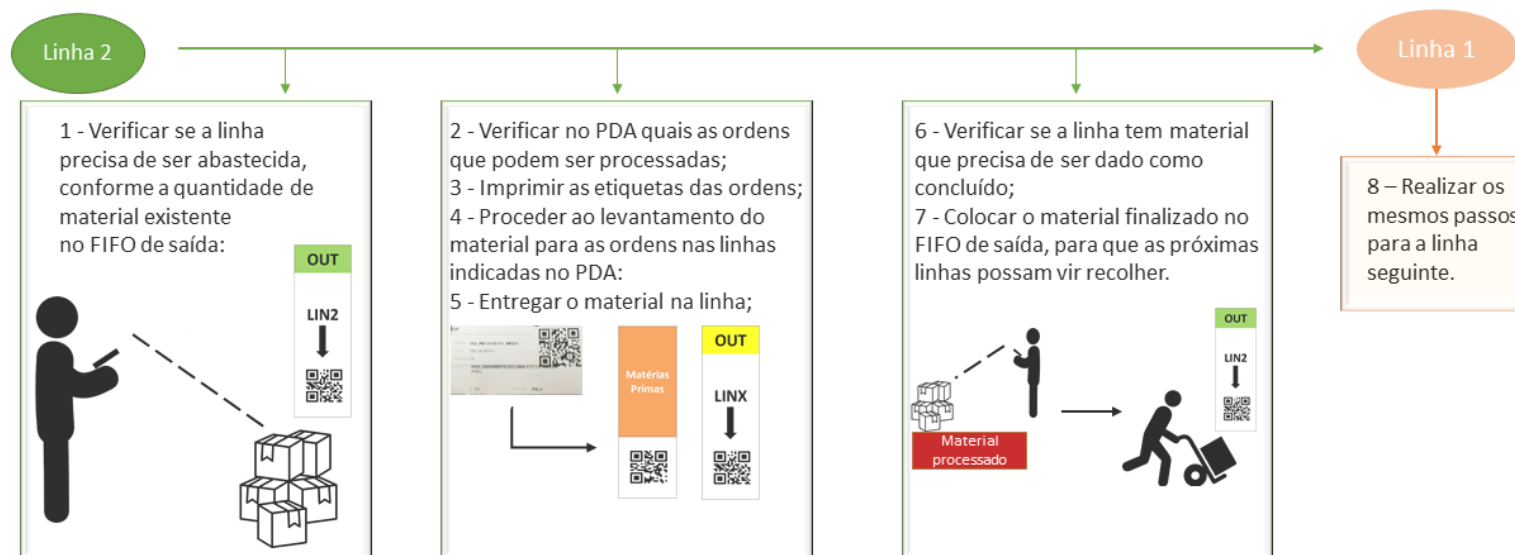 Linha 2
Linha 1
1 - Verificar se a linha
precisa de ser abastecida,
conforme a quantidade de
material existente
no FIFO de saída:
OUT
LIN2
2 - Verificar no PDA quais as ordens
que podem ser processadas;
3 - Imprimir as etiquetas das ordens;
4 - Proceder ao levantamento do
material para as ordens nas linhas
indicadas no PDA:
5 - Entregar o material na linha;
Matérias
Primas
OUT
LINX
6 - Verificar se a linha tem material
que precisa de ser dado como
concluído;
7 - Colocar o material finalizado no
FIFO de saída, para que as próximas
linhas possam vir recolher.
OUT
LIN2
Material
processado
8 – Realizar os
mesmos passos
para a linha
seguinte.